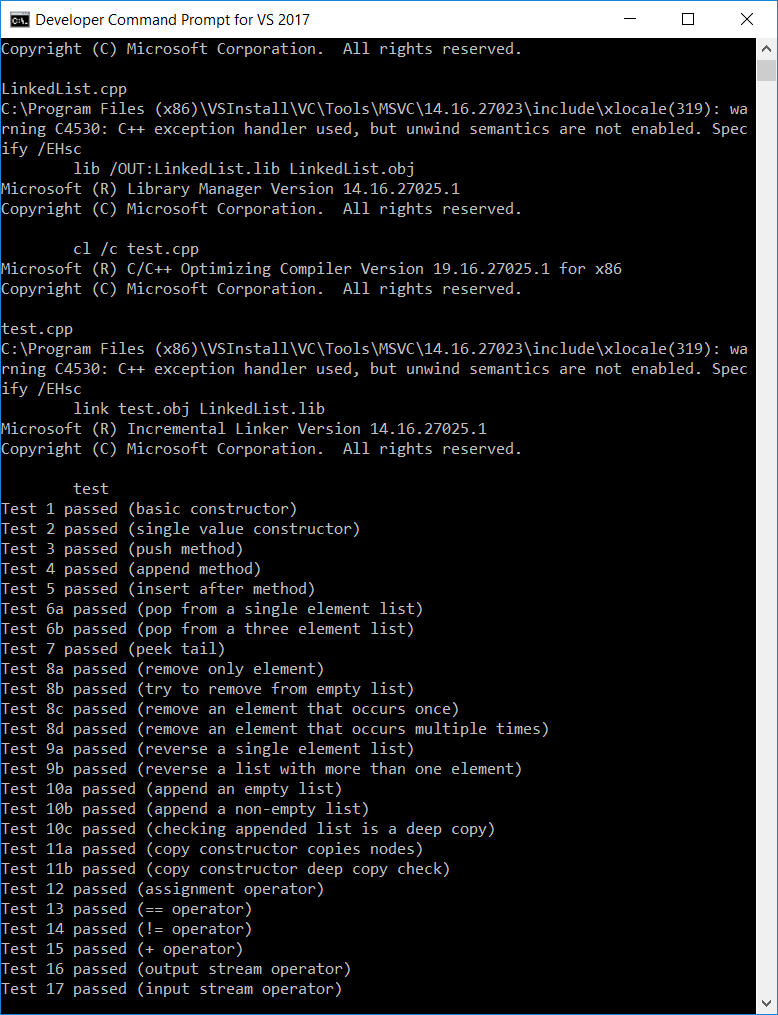 Developer Command Prompt for VS 2017
Copyright (C) Microsoft Corporation.  All rights reserved.
LinkedList.cpp
C:\Program Files (x86)\VSInstall\VC\Tools\MSVC\14.16.27023\include\xlocale(319): wa
rning C4530: C++ exception handler used, but unwind semantics are not enabled. Spec
ify /EHsc
        lib /OUT:LinkedList.lib LinkedList.obj
Microsoft (R) Library Manager Version 14.16.27025.1
Copyright (C) Microsoft Corporation.  All rights reserved.
        cl /c test.cpp
Microsoft (R) C/C++ Optimizing Compiler Version 19.16.27025.1 for x86
Copyright (C) Microsoft Corporation.  All rights reserved.
test.cpp
C:\Program Files (x86)\VSInstall\VC\Tools\MSVC\14.16.27023\include\xlocale(319): wa
rning C4530: C++ exception handler used, but unwind semantics are not enabled. Spec
ify /EHsc
        link test.obj LinkedList.lib
Microsoft (R) Incremental Linker Version 14.16.27025.1
Copyright (C) Microsoft Corporation.  All rights reserved.
        test
Test 1 passed (basic constructor)
Test 2 passed (single value constructor)
Test 3 passed (push method)
Test 4 passed (append method)
Test 5 passed (insert after method)
Test 6a passed (pop from a single element list)
Test 6b passed (pop from a three element list)
Test 7 passed (peek tail)
Test 8a passed (remove only element)
Test 8b passed (try to remove from empty list)
Test 8c passed (remove an element that occurs once)
Test 8d passed (remove an element that occurs multiple times)
Test 9a passed (reverse a single element list)
Test 9b passed (reverse a list with more than one element)
Test 10a passed (append an empty list)
Test 10b passed (append a non-empty list)
Test 10c passed (checking appended list is a deep copy)
Test 11a passed (copy constructor copies nodes)
Test 11b passed (copy constructor deep copy check)
Test 12 passed (assignment operator)
Test 13 passed (== operator)
Test 14 passed (!= operator)
Test 15 passed (+ operator)
Test 16 passed (output stream operator)
Test 17 passed (input stream operator)